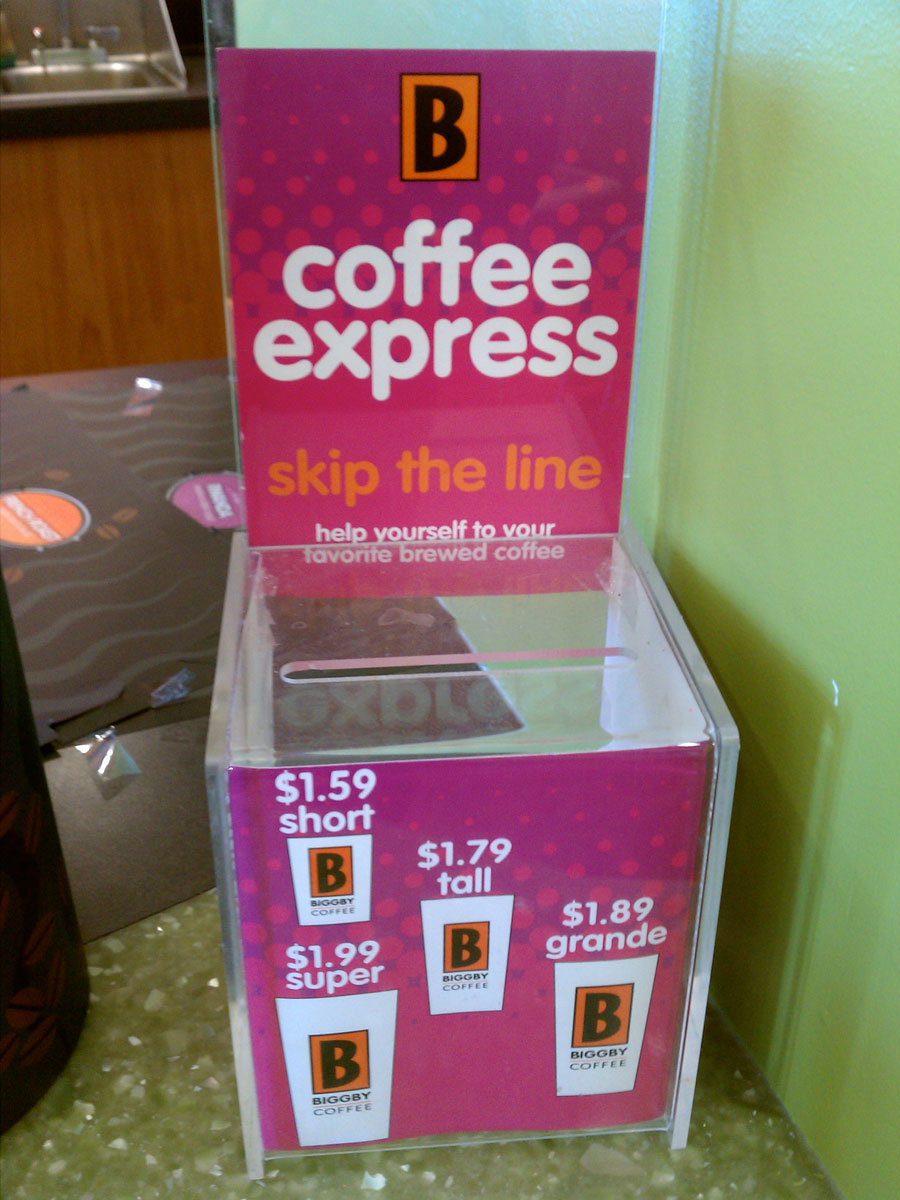 B
coffee
express
skip the line
help yourself to your
favorite brewed coffee
$1.59
short
B
BIGGBY
COFFEE
$1.79
tall
B
BIGGBY
COFFEE
$1.89
grande
B
BIGGBY
COFFEE
$1.99
super
B
BIGGBY
COFFEE